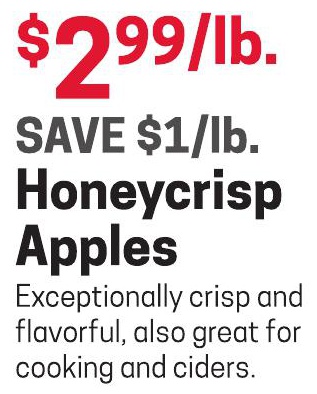 $2.99/lb.
SAVE $1/lb.
Honeycrisp
Apples
Exceptionally crisp and
flavorful, also great for
cooking and ciders.